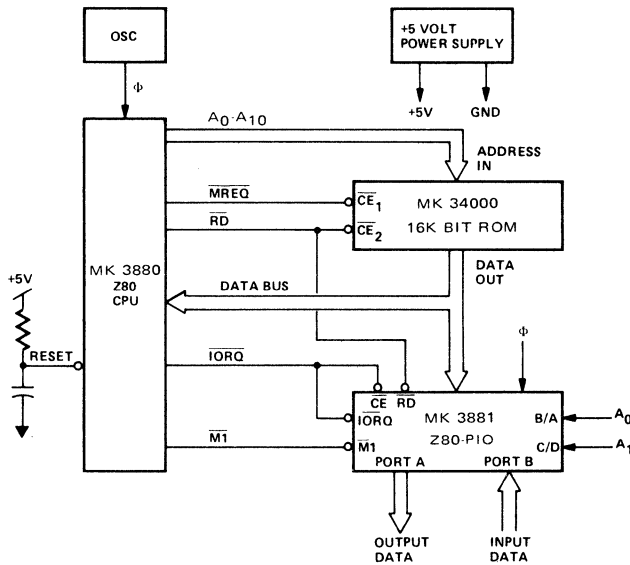 OSC
+5 VOLT
POWER SUPPLY
Φ
+5V
GND
A0-A10
ADDRESS
IN
MREQ
CE1
MK 34000
RD
CE2
16K BIT ROM
+5V
MK 3880
Z80
CPU
DATA BUS
DATA
OUT
RESET
IORQ
Φ
CE
RD
MK 3881
IORQ
B/A
A0
Z80-PIO
M1
M1
C/D
A1
PORT A
PORT B
OUTPUT
DATA
INPUT
DATA